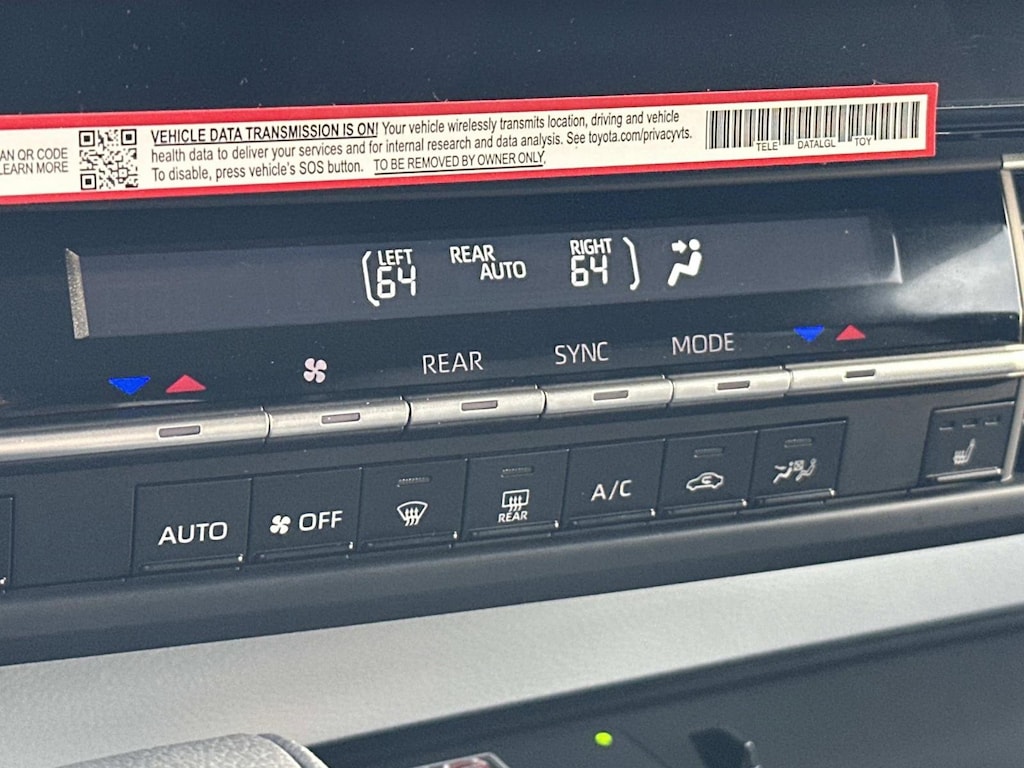 AN QR CODE
LEARN MORE
VEHICLE DATA TRANSMISSION IS ON! Your vehicle wirelessly transmits location, driving and vehicle
health data to deliver your services and for internal research and data analysis. See toyota.com/privacyvts.
To disable, press vehicle's SOS button. TO BE REMOVED BY OWNER ONLY.
TELE DATALGL TOY
LEFT REAR RIGHT
64 AUTO 64
REAR SYNC MODE
AUTO OFF REAR A/C